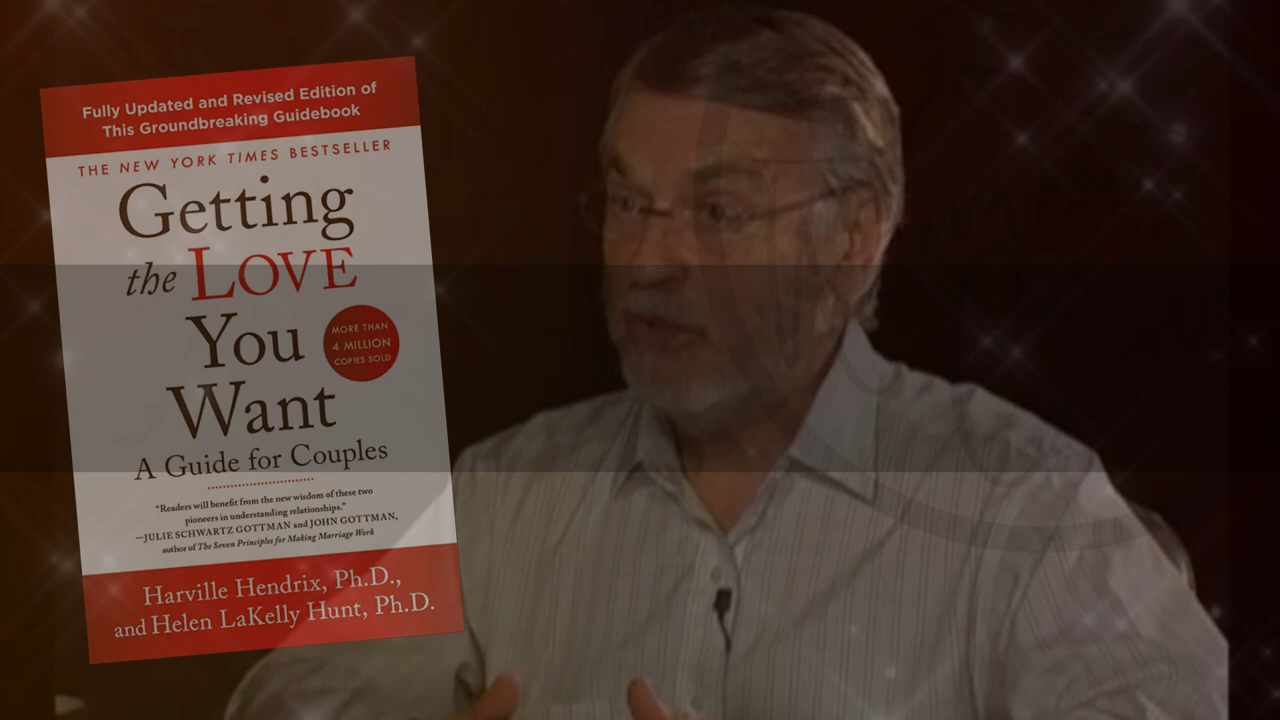 Fully Updated and Revised Edition of
This Groundbreaking Guidebook
THE NEW YORK TIMES BESTSELLER
Getting
the LOVE
You
Want
MORE THAN
4 MILLION
COPIES SOLD
A Guide for Couples
"Readers will benefit from the new wisdom of these two
pioneers in understanding relationships."
—JULIE SCHWARTZ GOTTMAN and JOHN GOTTMAN,
author of The Seven Principles for Making Marriage Work
Harville Hendrix, Ph.D.,
and Helen LaKelly Hunt, Ph.D.